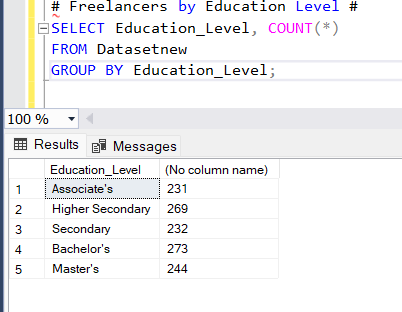 # Freelancers by Education Level #
SELECT Education_Level, COUNT(*)
FROM Datasetnew
GROUP BY Education_Level;
100 %
Results Messages
Education_Level (No column name)
1 Associate's 231
2 Higher Secondary 269
3 Secondary 232
4 Bachelor's 273
5 Master's 244